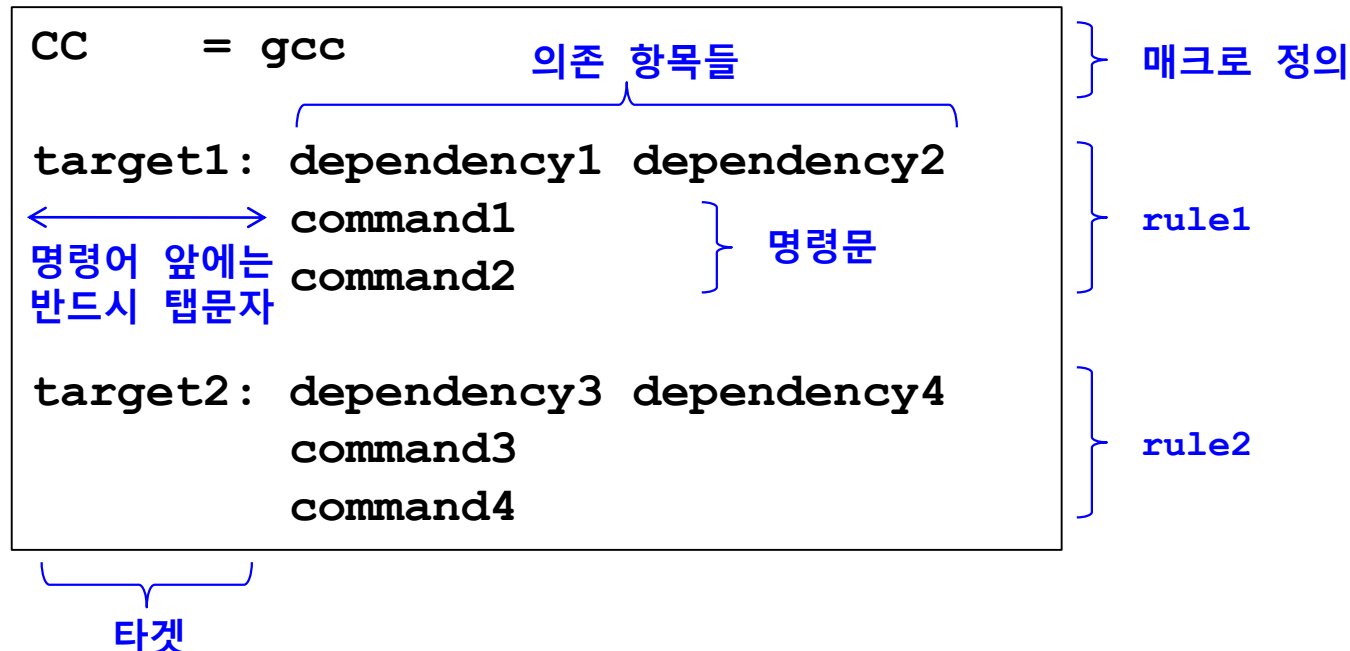 CC = gcc
의존 항목들
매크로 정의
target1: dependency1 dependency2
command1
rule1
명령문
명령어 앞에는
반드시 탭문자
command2
target2: dependency3 dependency4
command3
rule2
command4
타겟